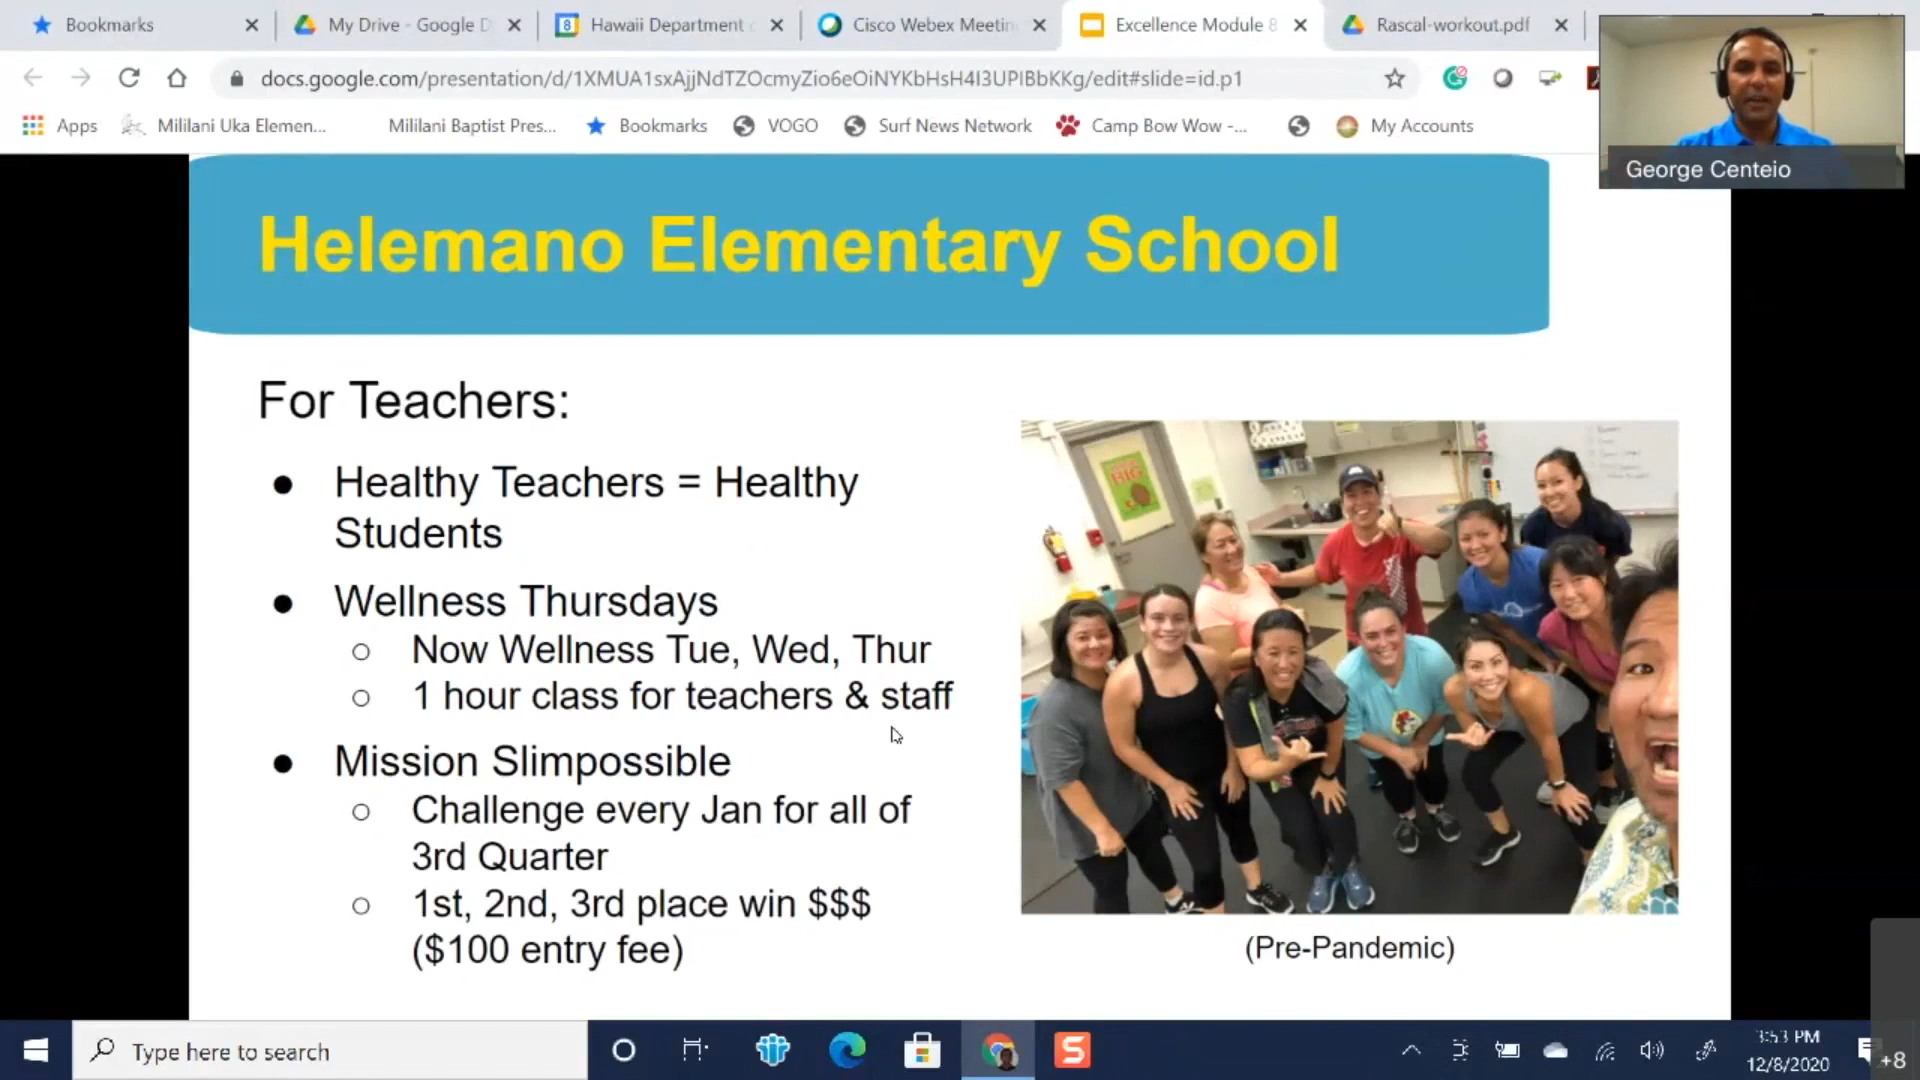 Bookmarks
My Drive - Google D
Hawaii Department
Cisco Webex Meetin
Excellence Module 8
Rascal-workout.pdf
docs.google.com/presentation/d/1XMUA1sxAjjNdTZOcmyZio6eOiNYKbHsH4I3UPIBbKKg/edit#slide=id.p1
Apps
Mililani Uka Elemen...
Mililani Baptist Pres...
Bookmarks
VOGO
Surf News Network
Camp Bow Wow -...
My Accounts
George Centeio
Helemano Elementary School
For Teachers:
● Healthy Teachers = Healthy
Students
● Wellness Thursdays
○ Now Wellness Tue, Wed, Thur
○ 1 hour class for teachers & staff
● Mission Slimpossible
○ Challenge every Jan for all of
3rd Quarter
○ 1st, 2nd, 3rd place win $$$
($100 entry fee)
BIG
(Pre-Pandemic)
Type here to search
3:53 PM
12/8/2020
+8